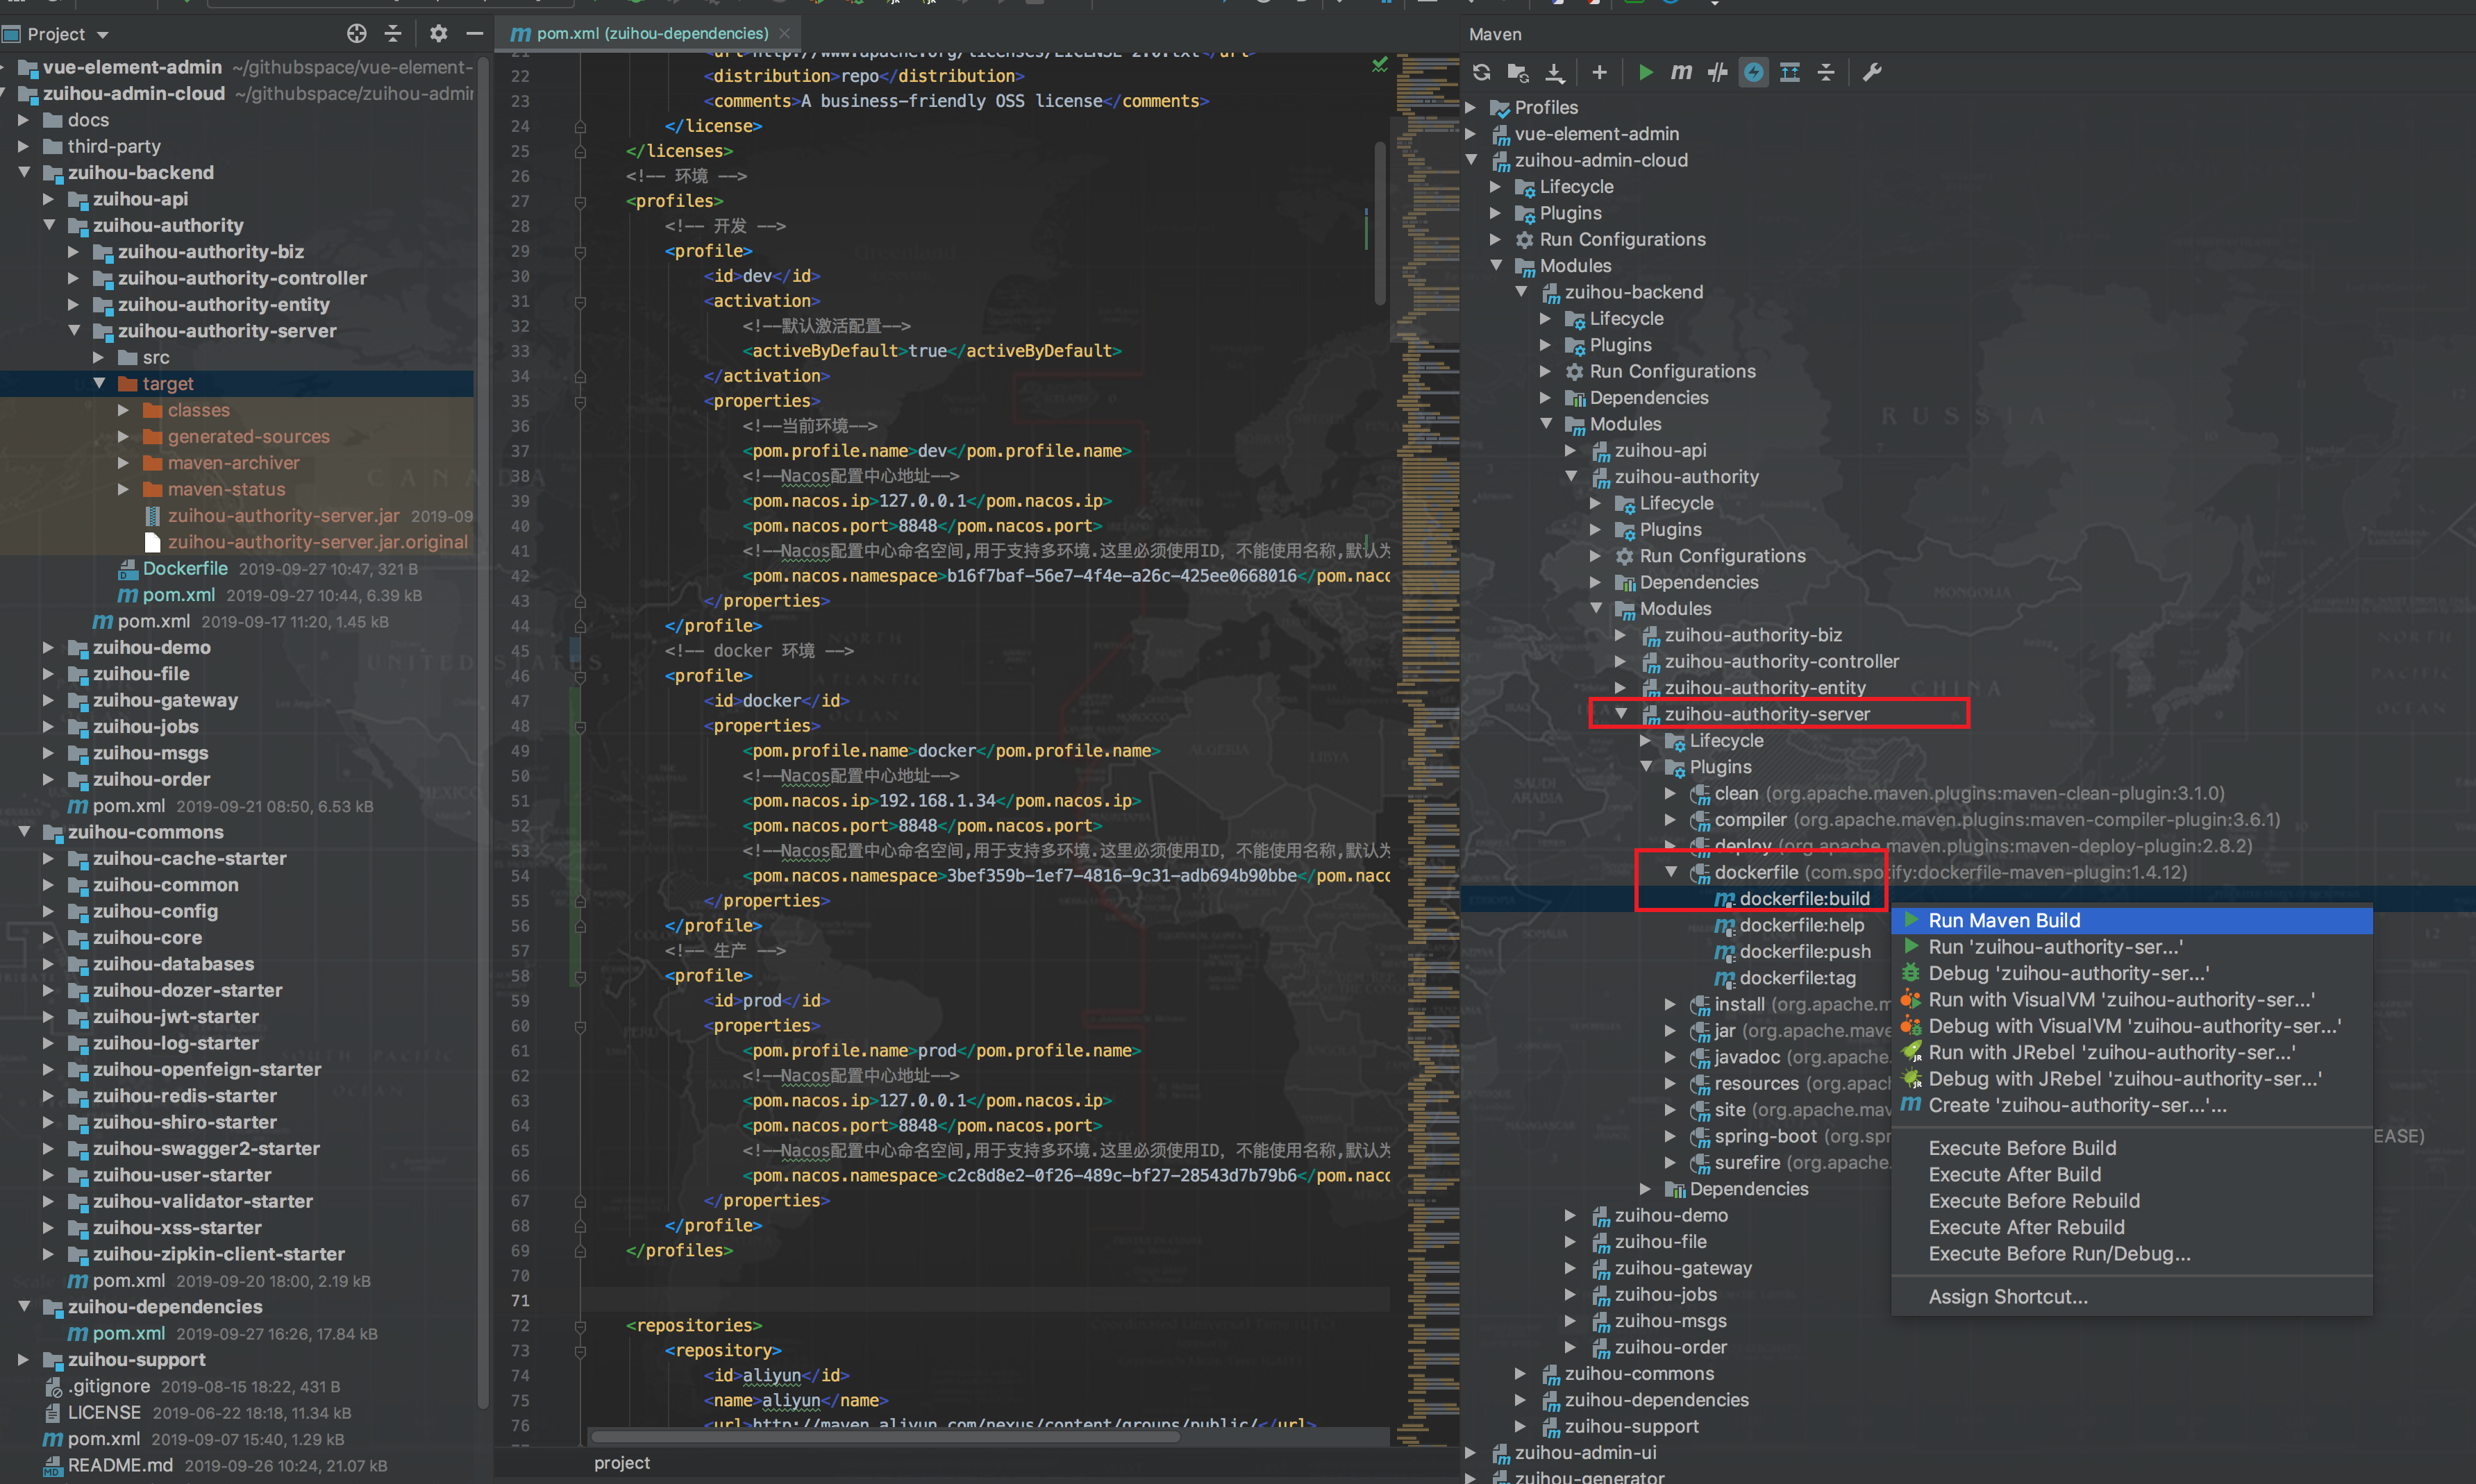 Project
vue-element-admin ~/githubspace/vue-element-
zuihou-admin-cloud ~/githubspace/zuihou-admin
docs
third-party
zuihou-backend
zuihou-api
zuihou-authority
zuihou-authority-biz
zuihou-authority-controller
zuihou-authority-entity
zuihou-authority-server
src
target
classes
generated-sources
maven-archiver
maven-status
zuihou-authority-server.jar 2019-09
zuihou-authority-server.jar.original
Dockerfile 2019-09-27 10:47, 321 B
pom.xml 2019-09-27 10:44, 6.39 kB
pom.xml 2019-09-17 11:20, 1.45 kB
zuihou-demo
zuihou-file
zuihou-gateway
zuihou-jobs
zuihou-msgs
zuihou-order
pom.xml 2019-09-21 08:50, 6.53 kB
zuihou-commons
zuihou-cache-starter
zuihou-common
zuihou-config
zuihou-core
zuihou-databases
zuihou-dozer-starter
zuihou-jwt-starter
zuihou-log-starter
zuihou-openfeign-starter
zuihou-redis-starter
zuihou-shiro-starter
zuihou-swagger2-starter
zuihou-user-starter
zuihou-validator-starter
zuihou-xss-starter
zuihou-zipkin-client-starter
pom.xml 2019-09-20 18:00, 2.19 kB
zuihou-dependencies
pom.xml 2019-09-27 16:26, 17.84 kB
zuihou-support
.gitignore 2019-08-15 18:22, 431 B
LICENSE 2019-06-22 18:18, 11.34 kB
pom.xml 2019-09-07 15:40, 1.29 kB
README.md 2019-09-26 10:24, 21.07 kB
pom.xml (zuihou-dependencies)
21 <url>http://www.apache.org/licenses/LICENSE-2.0.txt</url>
22 <distribution>repo</distribution>
23 <comments>A business-friendly OSS license</comments>
24 </license>
25 </licenses>
26 <!-- 环境 -->
27 <profiles>
28 <!-- 开发 -->
29 <profile>
30 <id>dev</id>
31 <activation>
32 <!--默认激活配置-->
33 <activeByDefault>true</activeByDefault>
34 </activation>
35 <properties>
36 <!--当前环境-->
37 <pom.profile.name>dev</pom.profile.name>
38 <!--Nacos配置中心地址-->
39 <pom.nacos.ip>127.0.0.1</pom.nacos.ip>
40 <pom.nacos.port>8848</pom.nacos.port>
41 <!--Nacos配置中心命名空间,用于支持多环境.这里必须使用ID，不能使用名称,默认为
42 <pom.nacos.namespace>b16f7baf-56e7-4f4e-a26c-425ee0668016</pom.naco
43 </properties>
44 </profile>
45 <!-- docker 环境 -->
46 <profile>
47 <id>docker</id>
48 <properties>
49 <pom.profile.name>docker</pom.profile.name>
50 <!--Nacos配置中心地址-->
51 <pom.nacos.ip>192.168.1.34</pom.nacos.ip>
52 <pom.nacos.port>8848</pom.nacos.port>
53 <!--Nacos配置中心命名空间,用于支持多环境.这里必须使用ID，不能使用名称,默认为
54 <pom.nacos.namespace>3bef359b-1ef7-4816-9c31-adb694b90bbe</pom.naco
55 </properties>
56 </profile>
57 <!-- 生产 -->
58 <profile>
59 <id>prod</id>
60 <properties>
61 <pom.profile.name>prod</pom.profile.name>
62 <!--Nacos配置中心地址-->
63 <pom.nacos.ip>127.0.0.1</pom.nacos.ip>
64 <pom.nacos.port>8848</pom.nacos.port>
65 <!--Nacos配置中心命名空间,用于支持多环境.这里必须使用ID，不能使用名称,默认为
66 <pom.nacos.namespace>c2c8d8e2-0f26-489c-bf27-28543d7b79b6</pom.naco
67 </properties>
68 </profile>
69 </profiles>
70
71
72 <repositories>
73 <repository>
74 <id>aliyun</id>
75 <name>aliyun</name>
76 <url>http://maven.aliyun.com/nexus/content/groups/public/</url>
project
Maven
Profiles
vue-element-admin
zuihou-admin-cloud
Lifecycle
Plugins
Run Configurations
Modules
zuihou-backend
Lifecycle
Plugins
Run Configurations
Dependencies
Modules
zuihou-api
zuihou-authority
Lifecycle
Plugins
Run Configurations
Dependencies
Modules
zuihou-authority-biz
zuihou-authority-controller
zuihou-authority-entity
zuihou-authority-server
Lifecycle
Plugins
clean (org.apache.maven.plugins:maven-clean-plugin:3.1.0)
compiler (org.apache.maven.plugins:maven-compiler-plugin:3.6.1)
deploy (org.apache.maven.plugins:maven-deploy-plugin:2.8.2)
dockerfile (com.spotify:dockerfile-maven-plugin:1.4.12)
dockerfile:build
dockerfile:help
dockerfile:push
dockerfile:tag
install (org.apache.m
jar (org.apache.mave
javadoc (org.apache.
resources (org.apach
site (org.apache.mav
spring-boot (org.spr EASE)
surefire (org.apache.
Dependencies
zuihou-demo
zuihou-file
zuihou-gateway
zuihou-jobs
zuihou-msgs
zuihou-order
zuihou-commons
zuihou-dependencies
zuihou-support
zuihou-admin-ui
zuihou-generator
Run Maven Build
Run 'zuihou-authority-ser...'
Debug 'zuihou-authority-ser...'
Run with VisualVM 'zuihou-authority-ser...'
Debug with VisualVM 'zuihou-authority-ser...'
Run with JRebel 'zuihou-authority-ser...'
Debug with JRebel 'zuihou-authority-ser...'
Create 'zuihou-authority-ser...'...
Execute Before Build
Execute After Build
Execute Before Rebuild
Execute After Rebuild
Execute Before Run/Debug...
Assign Shortcut...